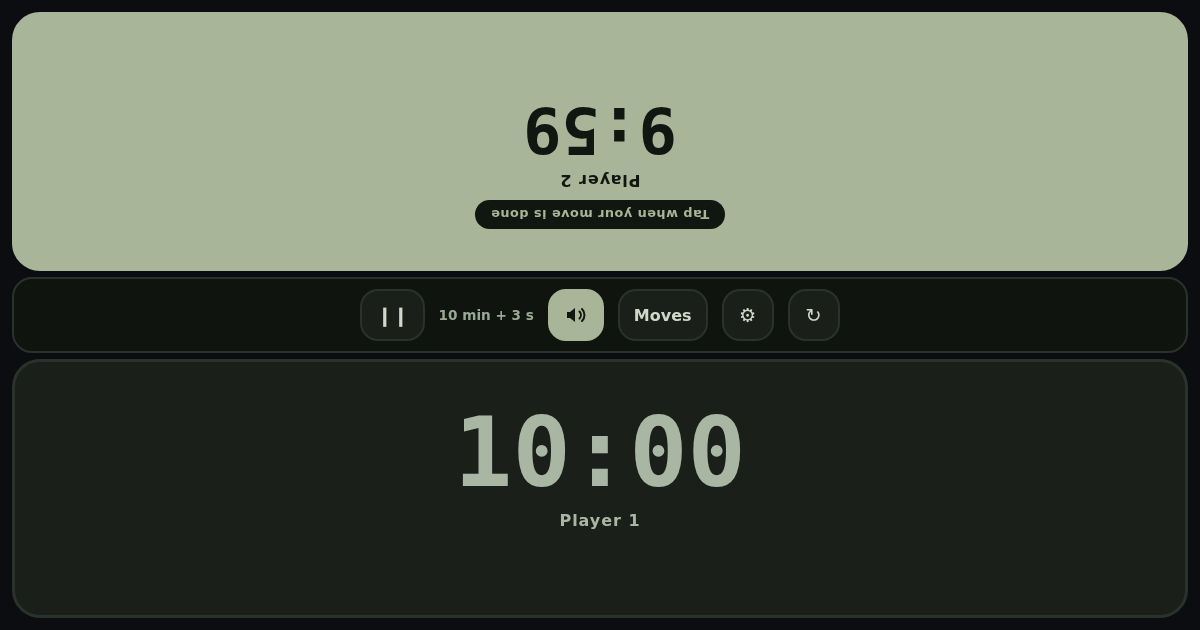 9:59
Player 2
Tap when your move is done
10 min + 3 s
Moves
10:00
Player 1